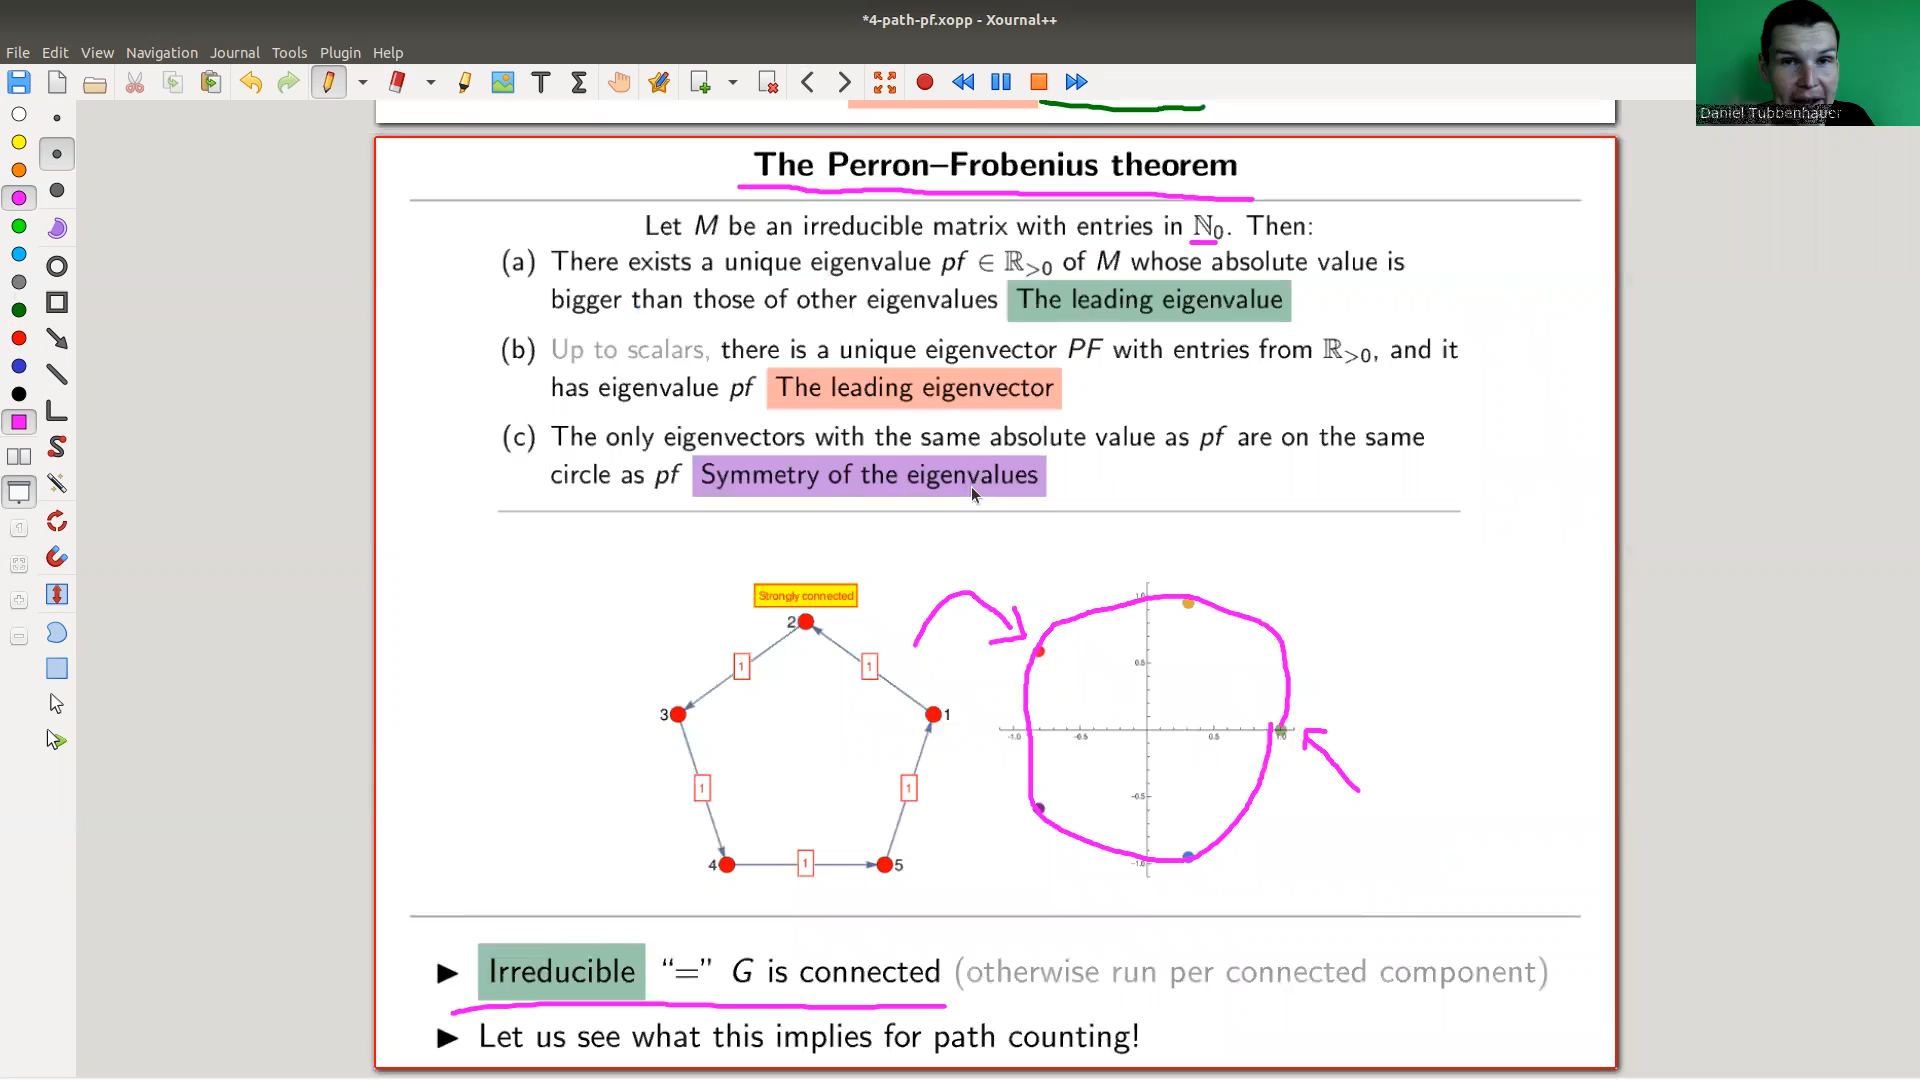 *4-path-pf.xopp - Xournal++
File Edit View Navigation Journal Tools Plugin Help
Daniel Tubbenhauer
The Perron–Frobenius theorem
Let M be an irreducible matrix with entries in ℕ₀. Then:
(a) There exists a unique eigenvalue pf ∈ ℝ>0 of M whose absolute value is
bigger than those of other eigenvalues The leading eigenvalue
(b) Up to scalars, there is a unique eigenvector PF with entries from ℝ>0, and it
has eigenvalue pf The leading eigenvector
(c) The only eigenvectors with the same absolute value as pf are on the same
circle as pf Symmetry of the eigenvalues
Strongly connected
2
1 1
3 1
1 1
4 1 5
1.0
0.5
-1.0 -0.5 0.5 1.0
-0.5
-1.0
► Irreducible “=” G is connected (otherwise run per connected component)
► Let us see what this implies for path counting!